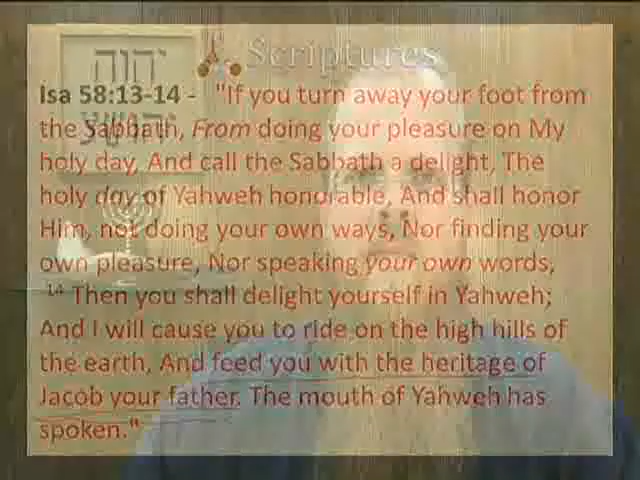 יהוה
יהושע
Scriptures
Isa 58:13-14 - "If you turn away your foot from
the Sabbath, From doing your pleasure on My
holy day, And call the Sabbath a delight, The
holy day of Yahweh honorable, And shall honor
Him, not doing your own ways, Nor finding your
own pleasure, Nor speaking your own words,
14 Then you shall delight yourself in Yahweh;
And I will cause you to ride on the high hills of
the earth, And feed you with the heritage of
Jacob your father. The mouth of Yahweh has
spoken."